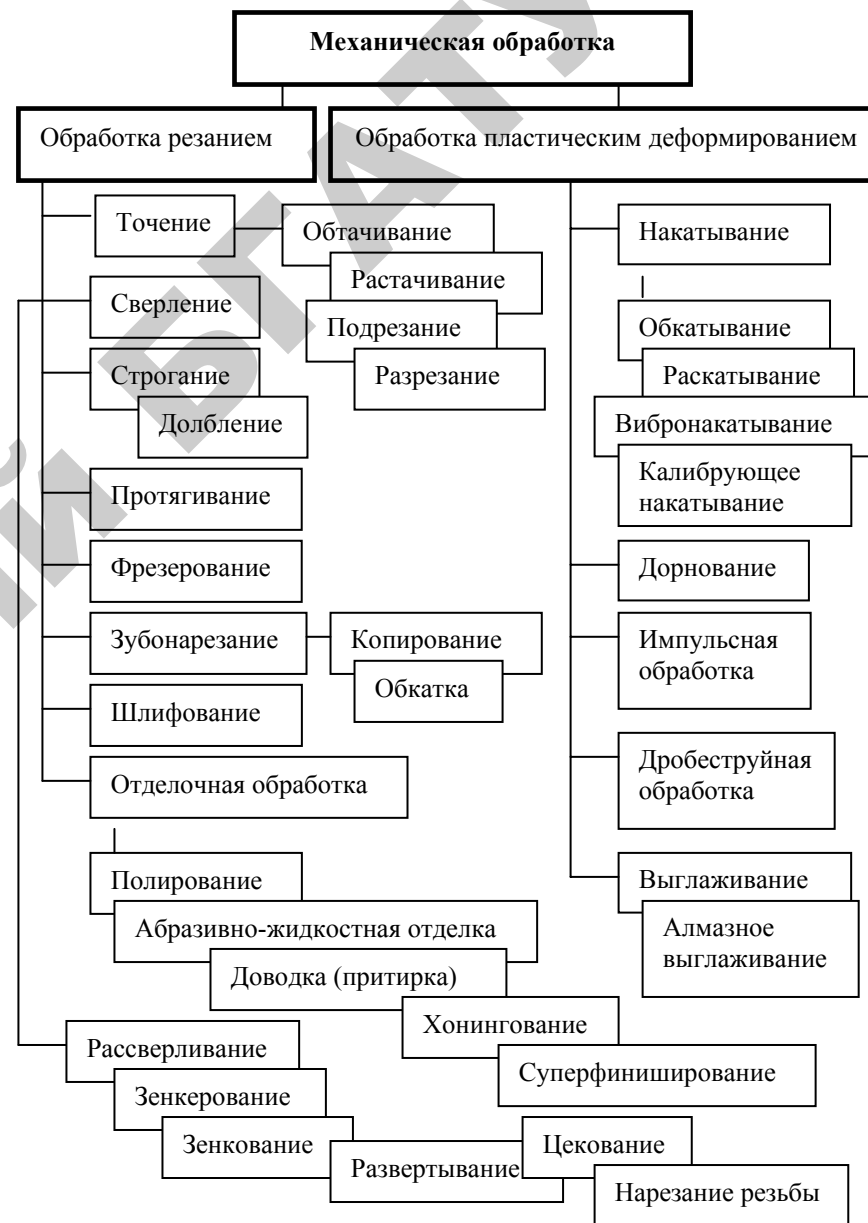 Механическая обработка
Обработка резанием
Обработка пластическим деформированием
Точение
Обтачивание
Растачивание
Подрезание
Разрезание
Сверление
Строгание
Долбление
Протягивание
Фрезерование
Зубонарезание
Копирование
Обкатка
Шлифование
Отделочная обработка
Полирование
Абразивно-жидкостная отделка
Доводка (притирка)
Хонингование
Суперфиниширование
Рассверливание
Зенкерование
Зенкование
Развертывание
Цекование
Нарезание резьбы
Накатывание
Обкатывание
Раскатывание
Вибронакатывание
Калибрующее
накатывание
Дорнование
Импульсная
обработка
Дробеструйная
обработка
Выглаживание
Алмазное
выглаживание
ий БГАТУ